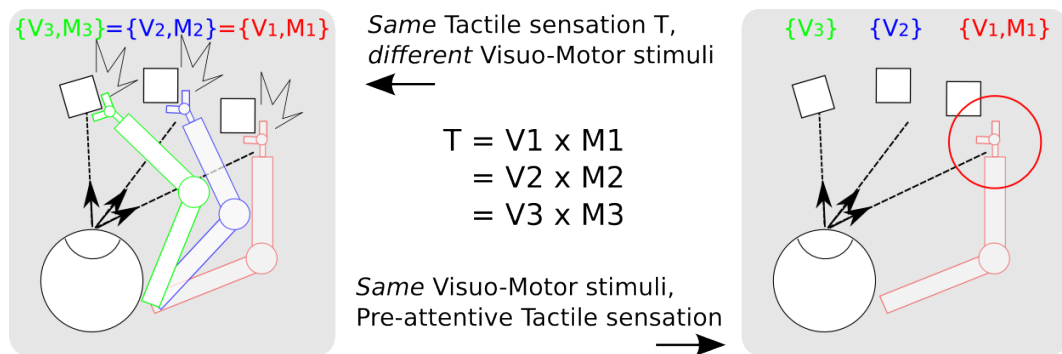 {V3,M3}={V2,M2}={V1,M1}
Same Tactile sensation T,
different Visuo-Motor stimuli
T = V1 x M1
= V2 x M2
= V3 x M3
Same Visuo-Motor stimuli,
Pre-attentive Tactile sensation
{V3} {V2} {V1,M1}